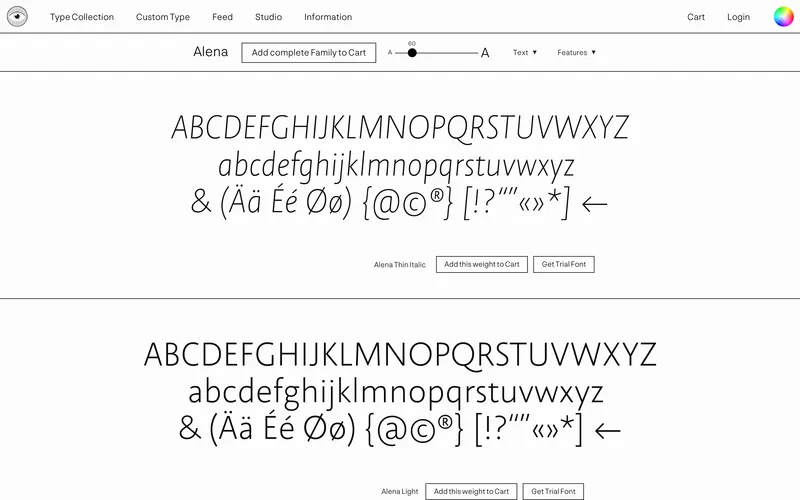 Type Collection Custom Type Feed Studio Information Cart Login
Alena Add complete Family to Cart A 60 A Text ▼ Features ▼
ABCDEFGHIJKLMNOPQRSTUVWXYZ
abcdefghijklmnopqrstuvwxyz
& (Ää Éé Øø) {@©®} [!?“”«»*] ←
Alena Thin Italic Add this weight to Cart Get Trial Font
ABCDEFGHIJKLMNOPQRSTUVWXYZ
abcdefghijklmnopqrstuvwxyz
& (Ää Éé Øø) {@©®} [!?“”«»*] ←
Alena Light Add this weight to Cart Get Trial Font